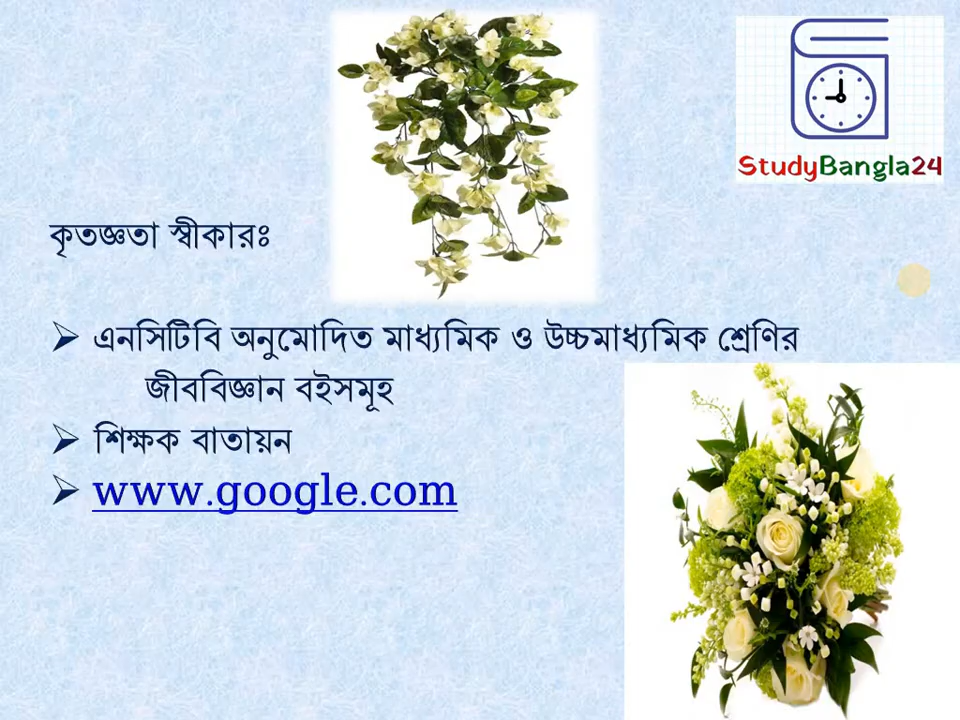 StudyBangla24
কৃতজ্ঞতা স্বীকারঃ
➢ এনসিটিবি অনুমোদিত মাধ্যমিক ও উচ্চমাধ্যমিক শ্রেণির
জীববিজ্ঞান বইসমূহ
➢ শিক্ষক বাতায়ন
➢ www.google.com